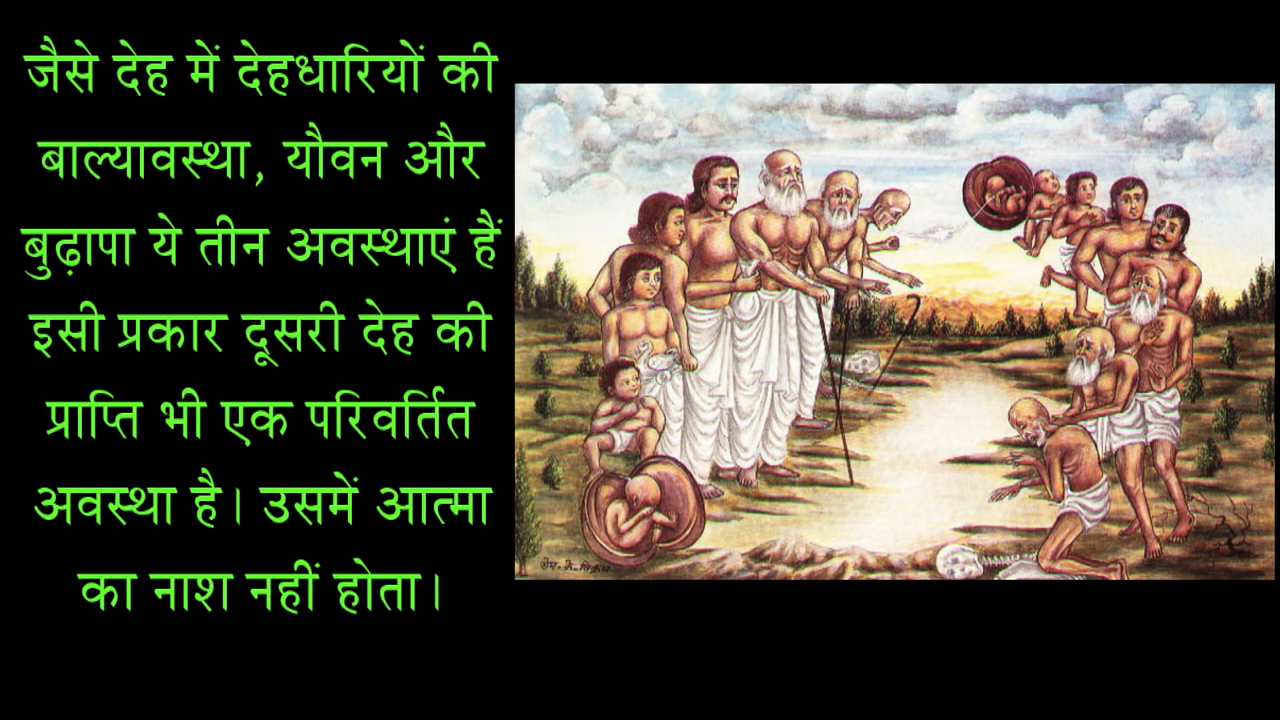 जैसे देह में देहधारियों की
बाल्यावस्था, यौवन और
बुढ़ापा ये तीन अवस्थाएं हैं
इसी प्रकार दूसरी देह की
प्राप्ति भी एक परिवर्तित
अवस्था है। उसमें आत्मा
का नाश नहीं होता।